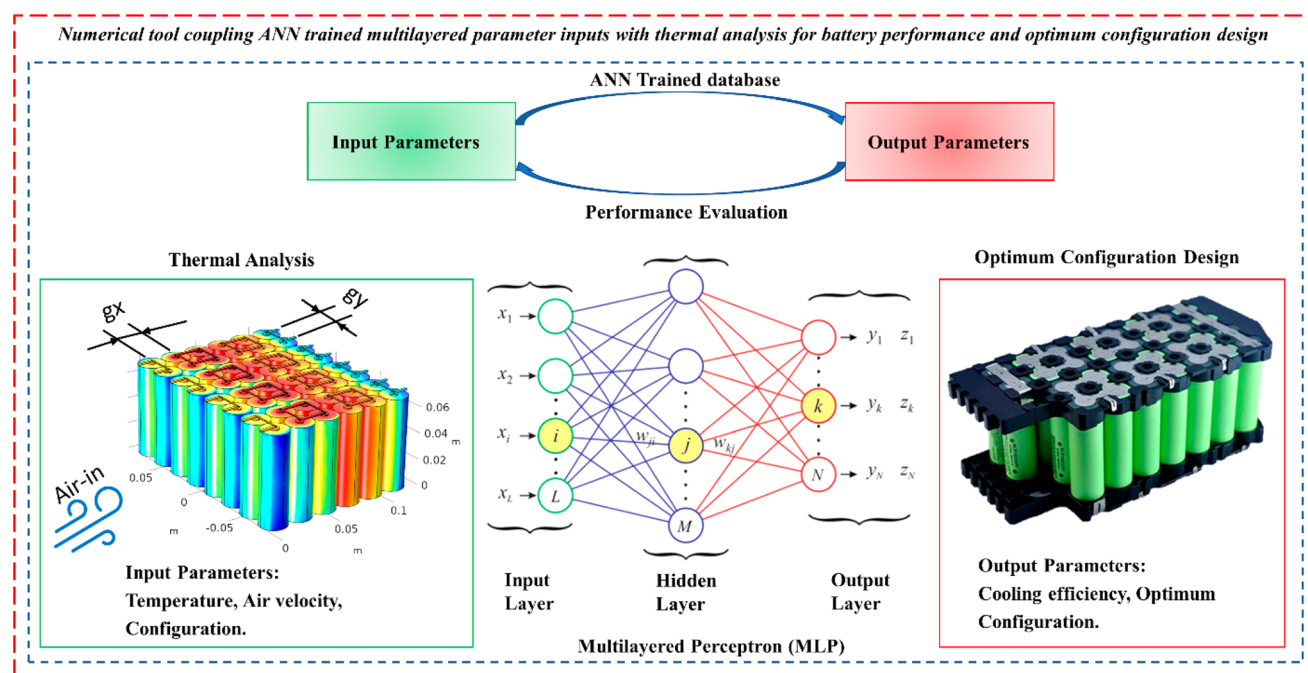 Numerical tool coupling ANN trained multilayered parameter inputs with thermal analysis for battery performance and optimum configuration design
ANN Trained database
Input Parameters
Output Parameters
Performance Evaluation
Thermal Analysis
gx
gy
0.06
0.04
m
0.02
0
0.05
0
-0.05
m
0
0.05
m
0.1
Air-in
Input Parameters:
Temperature, Air velocity,
Configuration.
x1
x2
xi
xL
i
L
wji
j
M
wkj
k
N
y1 z1
yk zk
yN zN
Input
Layer
Hidden
Layer
Output
Layer
Multilayered Perceptron (MLP)
Optimum Configuration Design
Output Parameters:
Cooling efficiency, Optimum
Configuration.